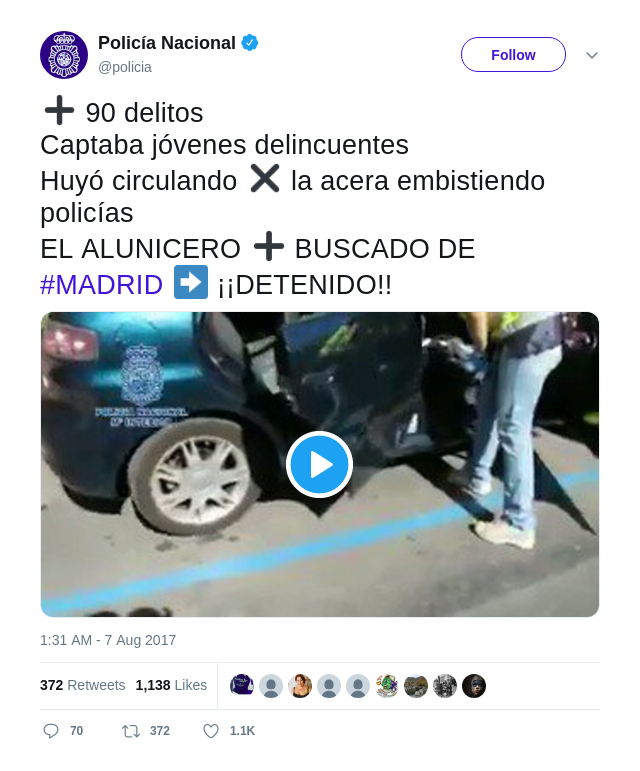 Policía Nacional
@policia
Follow
➕ 90 delitos
Captaba jóvenes delincuentes
Huyó circulando ✖ la acera embistiendo
policías
EL ALUNICERO ➕ BUSCADO DE
#MADRID ➡ ¡¡DETENIDO!!
POLICÍA NACIONAL
Mº INTERIOR
1:31 AM - 7 Aug 2017
372 Retweets 1,138 Likes
70 372 1.1K